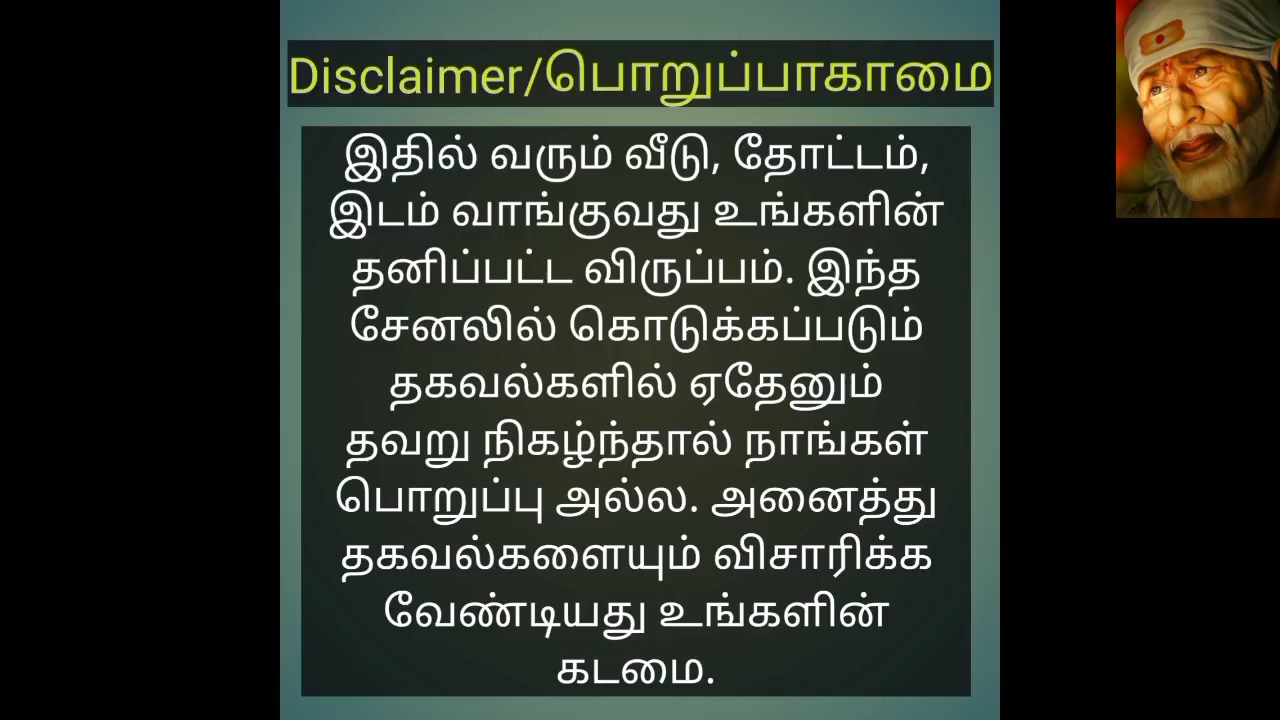 Disclaimer/பொறுப்பாகாமை
இதில் வரும் வீடு, தோட்டம்,
இடம் வாங்குவது உங்களின்
தனிப்பட்ட விருப்பம். இந்த
சேனலில் கொடுக்கப்படும்
தகவல்களில் ஏதேனும்
தவறு நிகழ்ந்தால் நாங்கள்
பொறுப்பு அல்ல. அனைத்து
தகவல்களையும் விசாரிக்க
வேண்டியது உங்களின்
கடமை.